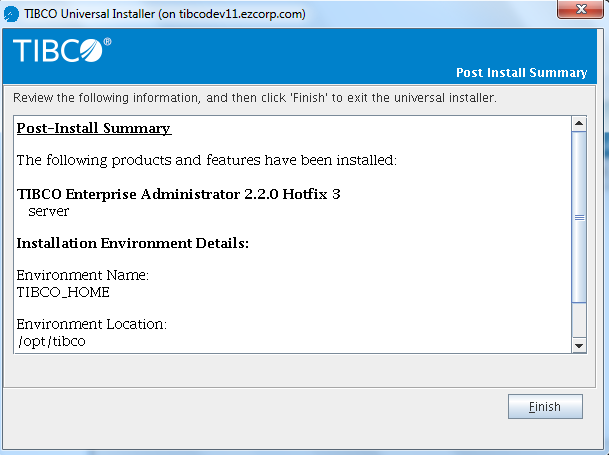 TIBCO Universal Installer (on tibcodev11.ezcorp.com)
TIBCO®
Post Install Summary
Review the following information, and then click 'Finish' to exit the universal installer.
Post-Install Summary
The following products and features have been installed:
TIBCO Enterprise Administrator 2.2.0 Hotfix 3
server
Installation Environment Details:
Environment Name:
TIBCO_HOME
Environment Location:
/opt/tibco
Finish